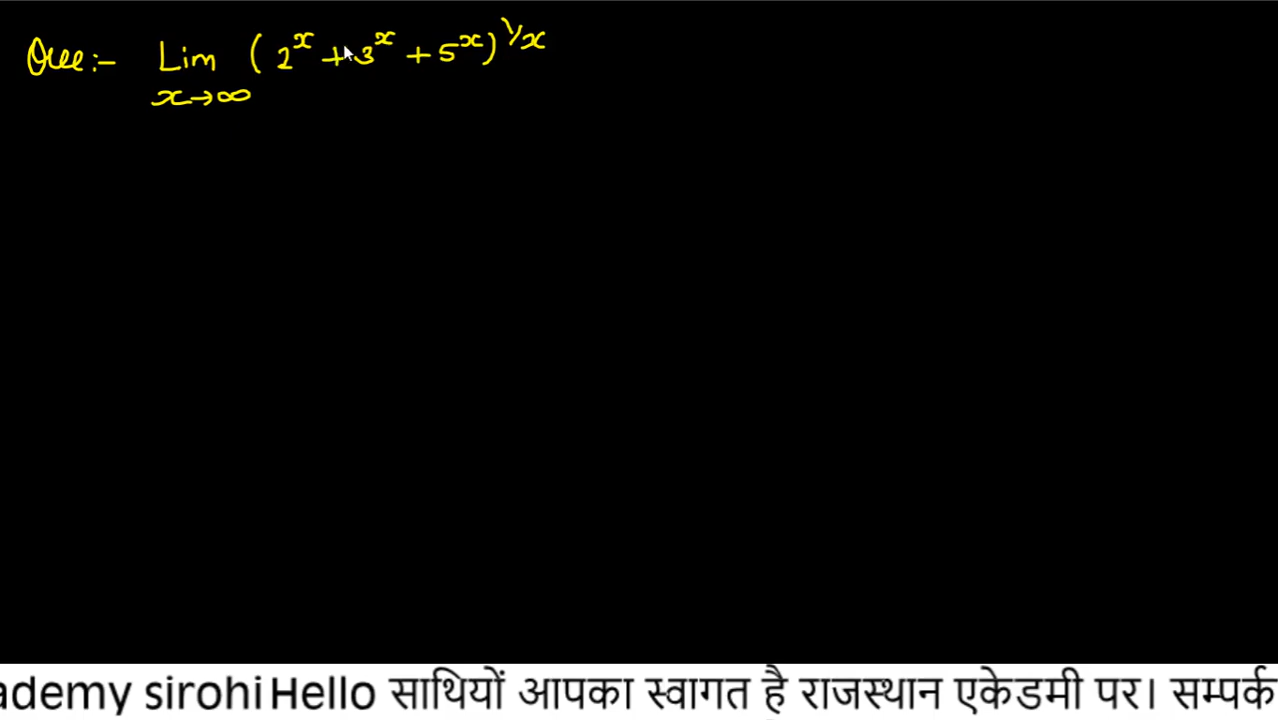 Que:- Lim (2^x + 3^x + 5^x)^1/x
x→∞
ademy sirohi Hello साथियों आपका स्वागत है राजस्थान एकेडमी पर। सम्पर्क